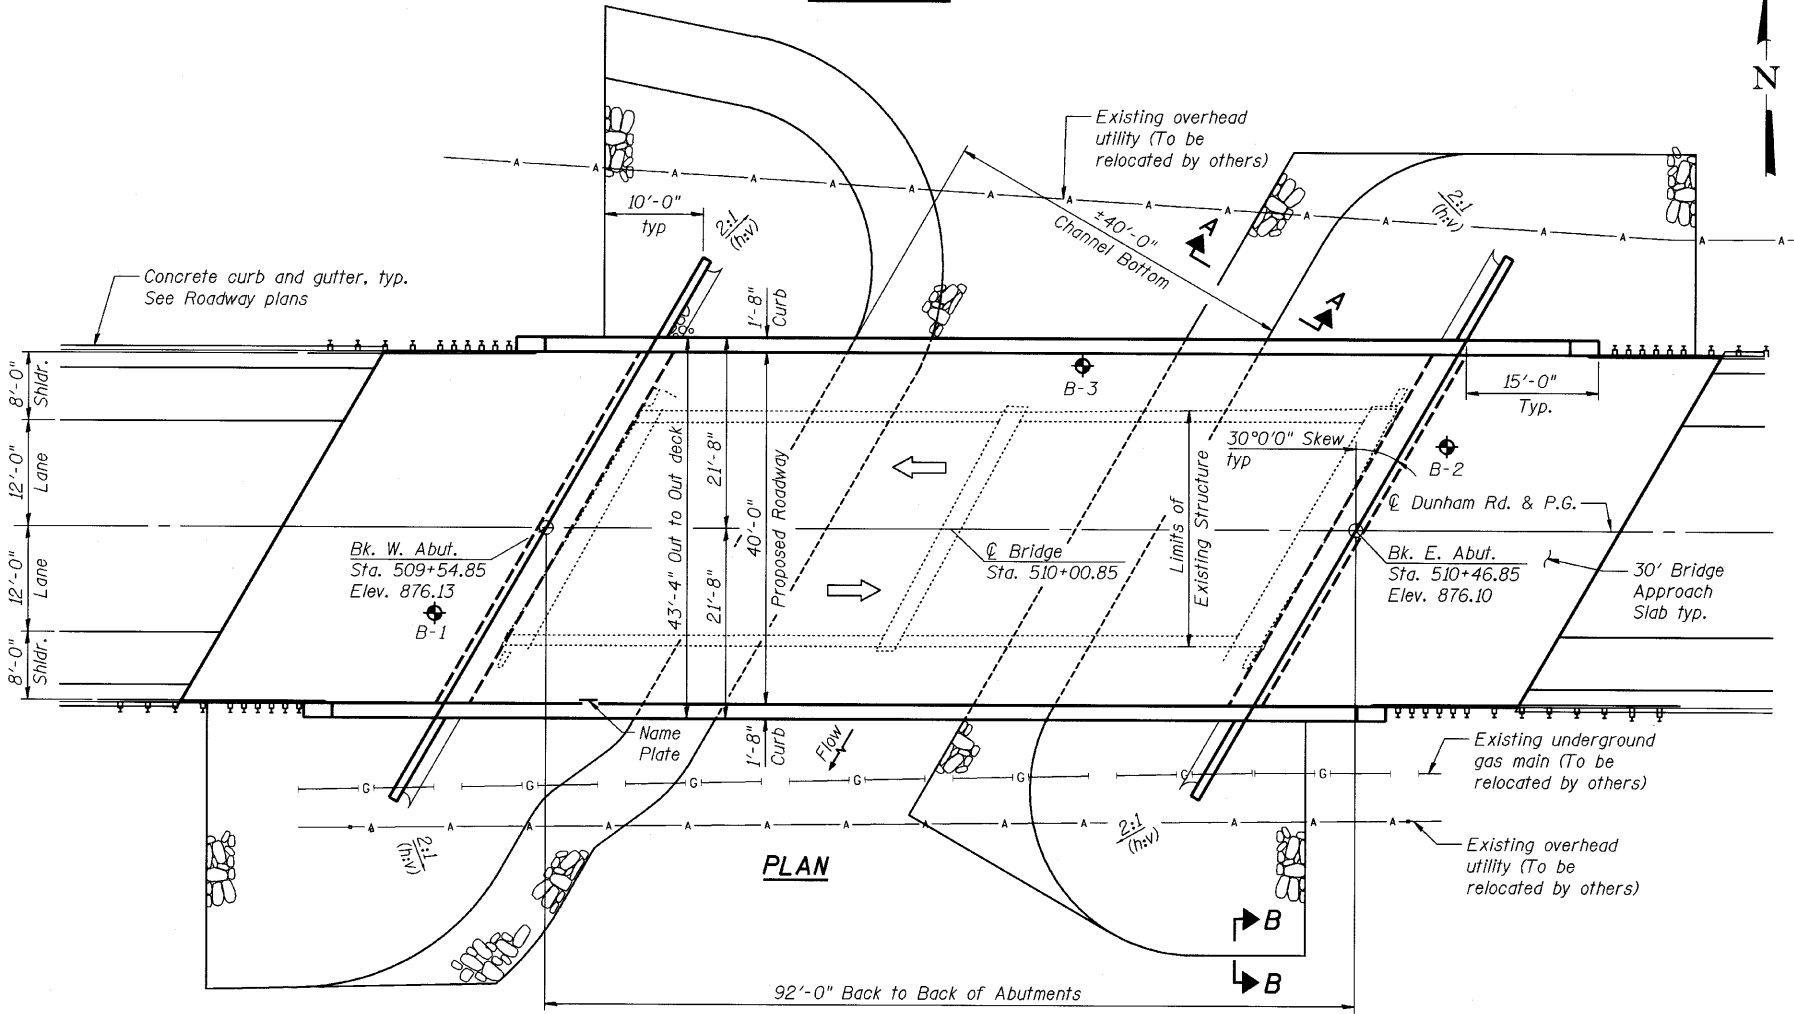 N
Existing overhead
utility (To be
relocated by others)
A A A A A A A A A A A A A A A A A
10'-0"
typ
2:1
(h:v)
±40'-0"
Channel Bottom
A
A
2:1
(h:v)
Concrete curb and gutter, typ.
See Roadway plans
1'-8"
Curb
8'-0"
Shldr.
12'-0"
Lane
12'-0"
Lane
8'-0"
Shldr.
B-3
15'-0"
Typ.
43'-4" Out to Out deck
21'-8"
21'-8"
40'-0"
Proposed Roadway
Limits of
Existing Structure
30°0'0" Skew
typ
B-2
℄ Dunham Rd. & P.G.
Bk. W. Abut.
Sta. 509+54.85
Elev. 876.13
B-1
℄ Bridge
Sta. 510+00.85
Bk. E. Abut.
Sta. 510+46.85
Elev. 876.10
30' Bridge
Approach
Slab typ.
Name
Plate
1'-8"
Curb
Flow
Existing underground
gas main (To be
relocated by others)
G G G G G G G
A A A A A A A A A A A A A A
2:1
(h:v)
2:1
(h:v)
Existing overhead
utility (To be
relocated by others)
PLAN
B
B
92'-0" Back to Back of Abutments